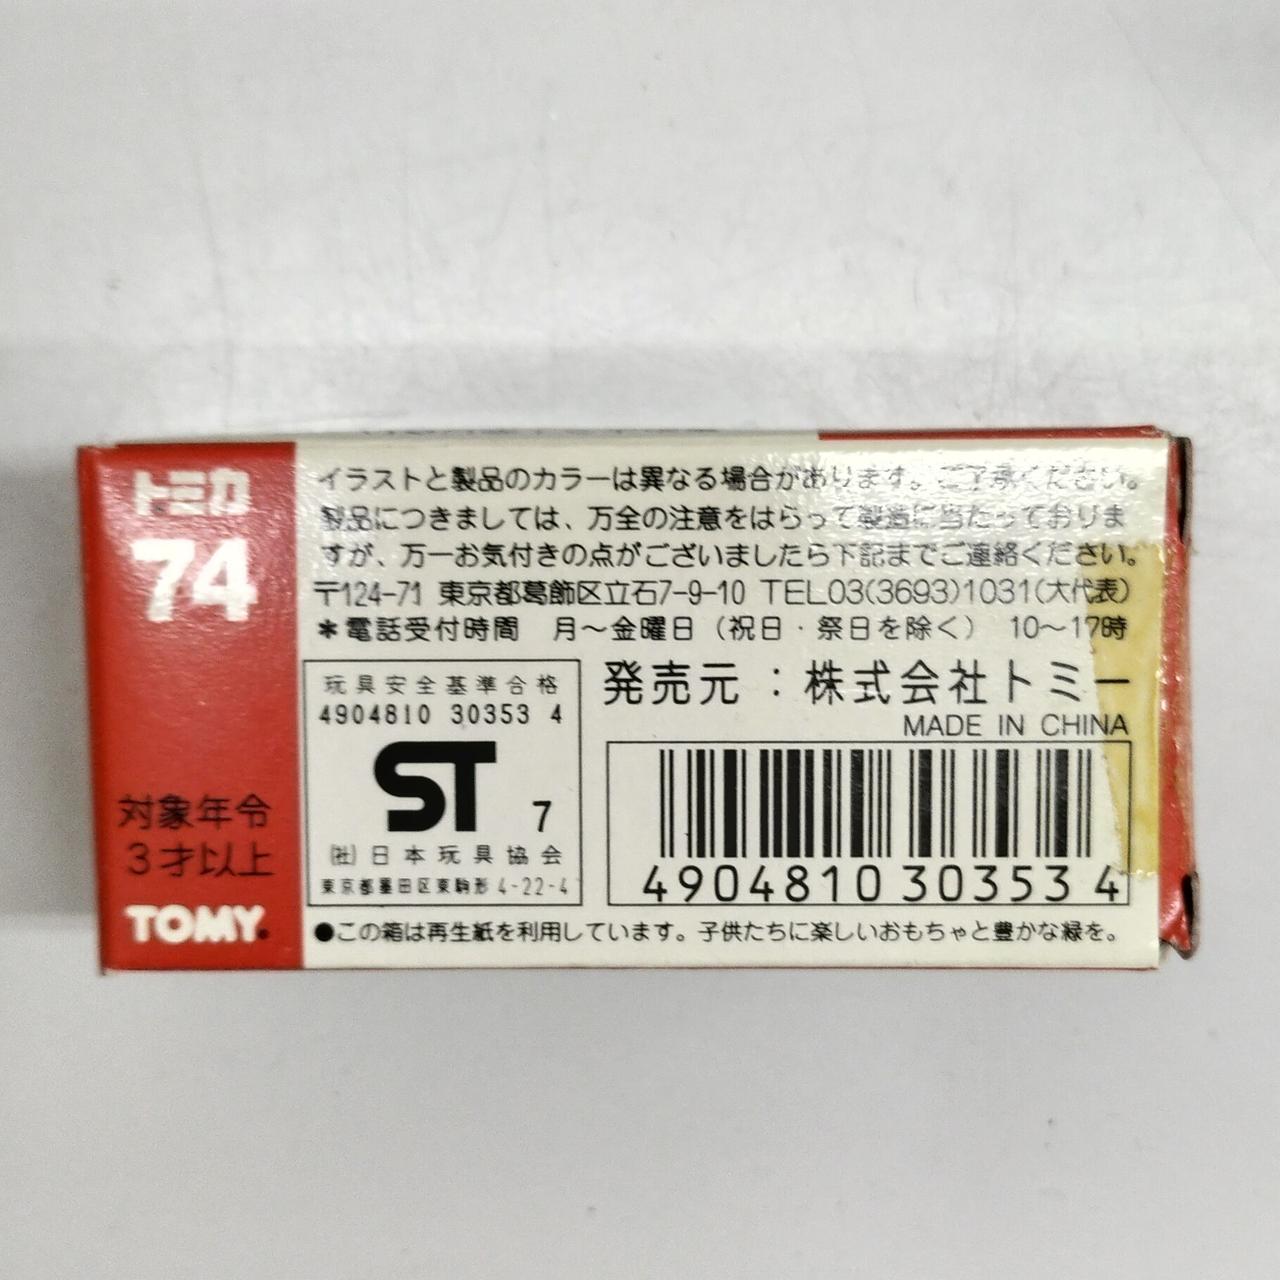 トミカ
74
対象年令
3才以上
TOMY.
イラストと製品のカラーは異なる場合があります。ご了承ください。
製品につきましては、万全の注意をはらって製造に当たっておりま
すが、万一お気付きの点がございましたら下記までご連絡ください。
〒124-71 東京都葛飾区立石7-9-10 TEL03(3693)1031(大代表)
＊電話受付時間 月〜金曜日（祝日・祭日を除く） 10〜17時
玩具安全基準合格
4904810 30353 4
ST 7
(社)日本玩具協会
東京都墨田区東駒形 4-22-4
発売元：株式会社トミー
MADE IN CHINA
4904810303534
●この箱は再生紙を利用しています。子供たちに楽しいおもちゃと豊かな緑を。